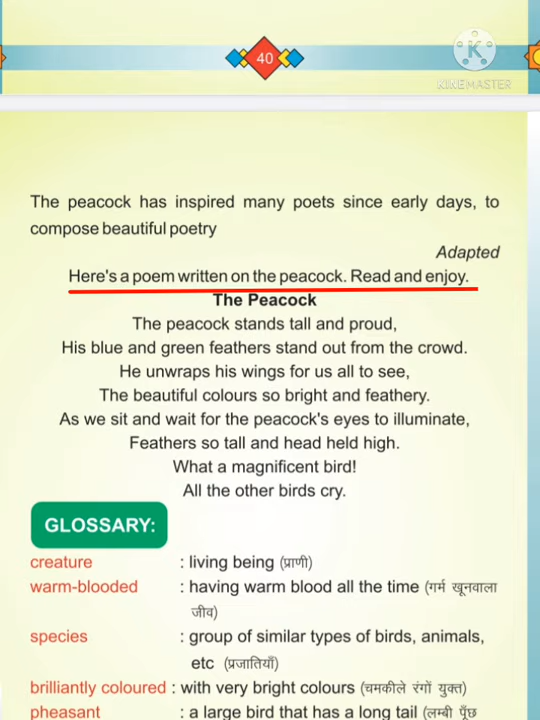 40
K
KINEMASTER
The peacock has inspired many poets since early days, to
compose beautiful poetry
Adapted
Here's a poem written on the peacock. Read and enjoy.
The Peacock
The peacock stands tall and proud,
His blue and green feathers stand out from the crowd.
He unwraps his wings for us all to see,
The beautiful colours so bright and feathery.
As we sit and wait for the peacock's eyes to illuminate,
Feathers so tall and head held high.
What a magnificent bird!
All the other birds cry.
GLOSSARY:
creature : living being (प्राणी)
warm-blooded : having warm blood all the time (गर्म खूनवाला
जीव)
species : group of similar types of birds, animals,
etc (प्रजातियाँ)
brilliantly coloured : with very bright colours (चमकीले रंगों युक्त)
pheasant : a large bird that has a long tail (लम्बी पूँछ